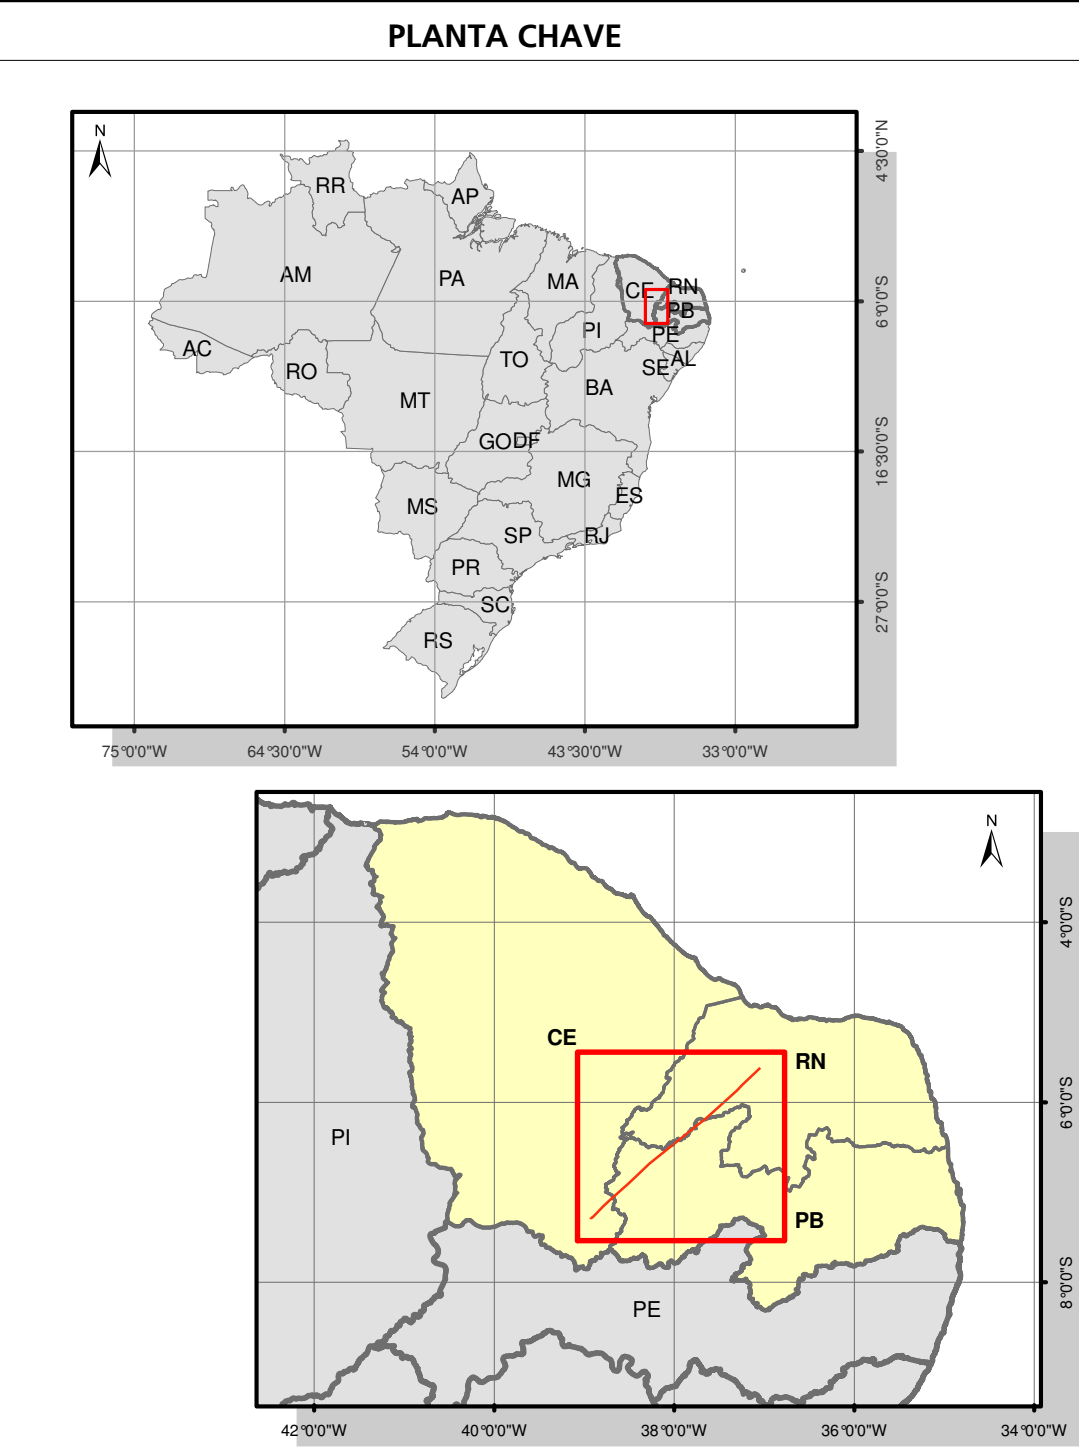 PLANTA CHAVE
N
4°30'0"N
RR
AP
AM
PA
MA
CE
RN
6°0'0"S
PB
PI
PE
AC
TO
AL
RO
SE
BA
MT
GO
DF
16°30'0"S
MG
ES
MS
SP
RJ
PR
SC
27°0'0"S
RS
75°0'0"W
64°30'0"W
54°0'0"W
43°30'0"W
33°0'0"W
N
4°0'0"S
CE
RN
6°0'0"S
PI
PB
8°0'0"S
PE
42°0'0"W
40°0'0"W
38°0'0"W
36°0'0"W
34°0'0"W